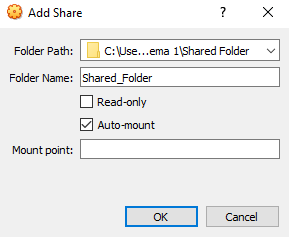 Add Share
Folder Path: C:\Use...ema 1\Shared Folder
Folder Name: Shared_Folder
Read-only
Auto-mount
Mount point:
OK Cancel